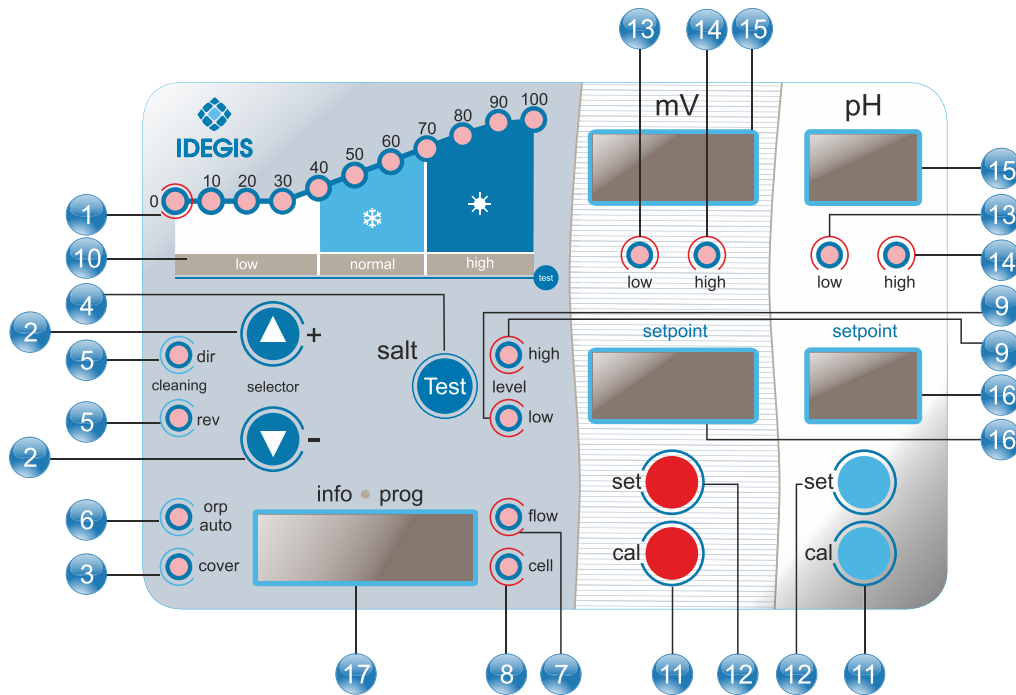 13 14 15
IDEGIS
0 10 20 30 40 50 60 70 80 90 100
low normal high
test
mV
low high
pH
low high
1
10
4
2
5
5
2
6
3
15
13
14
9
9
16
16
dir
cleaning
rev
+
selector
-
salt
Test
high
level
low
setpoint
setpoint
orp
auto
cover
info • prog
flow
cell
set
cal
set
cal
17 8 7 11 12 12 11